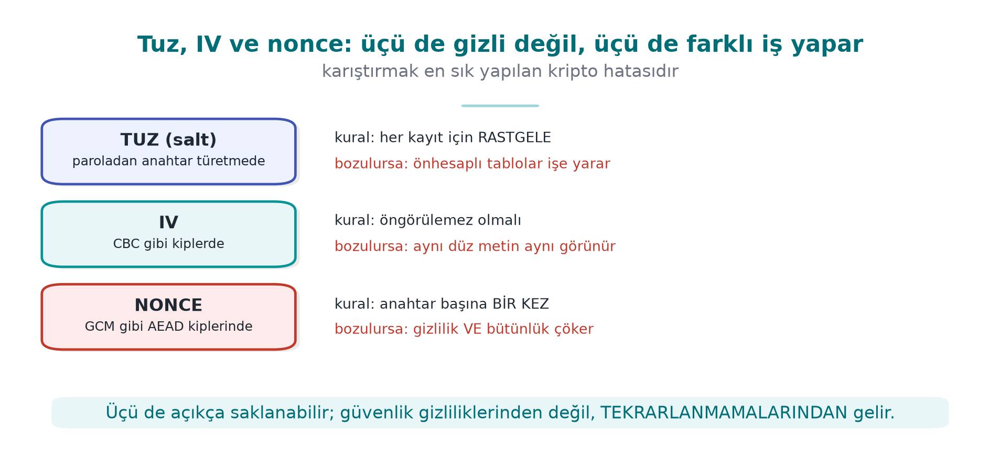 Tuz, IV ve nonce: üçü de gizli değil, üçü de farklı iş yapar
karıştırmak en sık yapılan kripto hatasıdır
TUZ (salt)
paroladan anahtar türetmede
kural: her kayıt için RASTGELE
bozulursa: önhesaplı tablolar işe yarar
IV
CBC gibi kiplerde
kural: öngörülemez olmalı
bozulursa: aynı düz metin aynı görünür
NONCE
GCM gibi AEAD kiplerinde
kural: anahtar başına BİR KEZ
bozulursa: gizlilik VE bütünlük çöker
Üçü de açıkça saklanabilir; güvenlik gizliliklerinden değil, TEKRARLANMAMALARINDAN gelir.